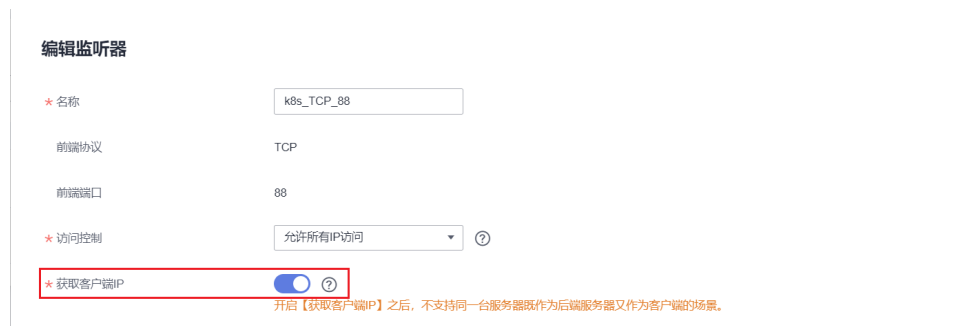 编辑监听器
* 名称 k8s_TCP_88
前端协议 TCP
前端端口 88
* 访问控制 允许所有IP访问 ?
* 获取客户端IP ?
开启【获取客户端IP】之后，不支持同一台服务器既作为后端服务器又作为客户端的场景。